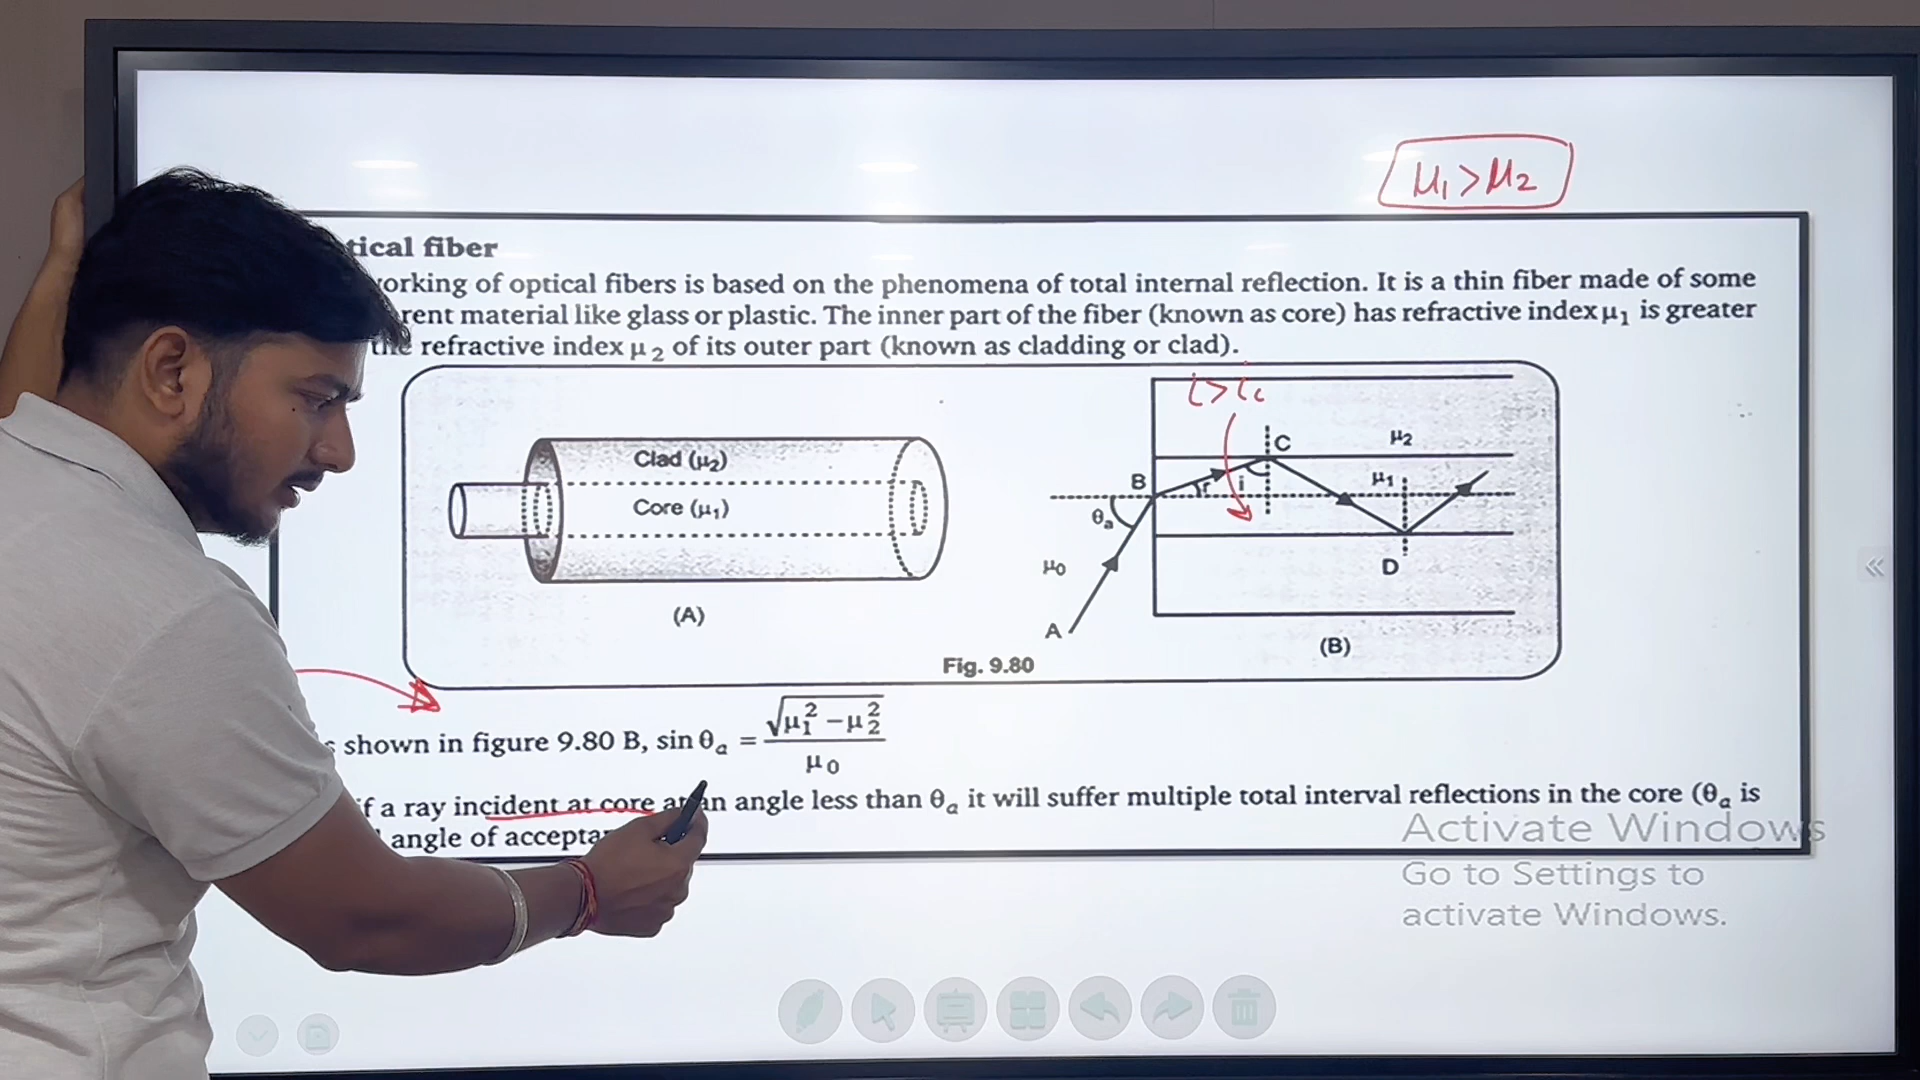 μ₁ > μ₂
tical fiber
orking of optical fibers is based on the phenomena of total internal reflection. It is a thin fiber made of some
rent material like glass or plastic. The inner part of the fiber (known as core) has refractive index μ₁ is greater
the refractive index μ₂ of its outer part (known as cladding or clad).
Clad (μ₂)
Core (μ₁)
(A)
i > i꜀
C
μ₂
B
r
i
μ₁
θₐ
μ₀
D
A
(B)
Fig. 9.80
s shown in figure 9.80 B, sin θₐ = √μ₁² − μ₂² / μ₀
f a ray incident at core at an angle less than θₐ it will suffer multiple total interval reflections in the core (θₐ is
angle of accepta
Activate Windows
Go to Settings to
activate Windows.